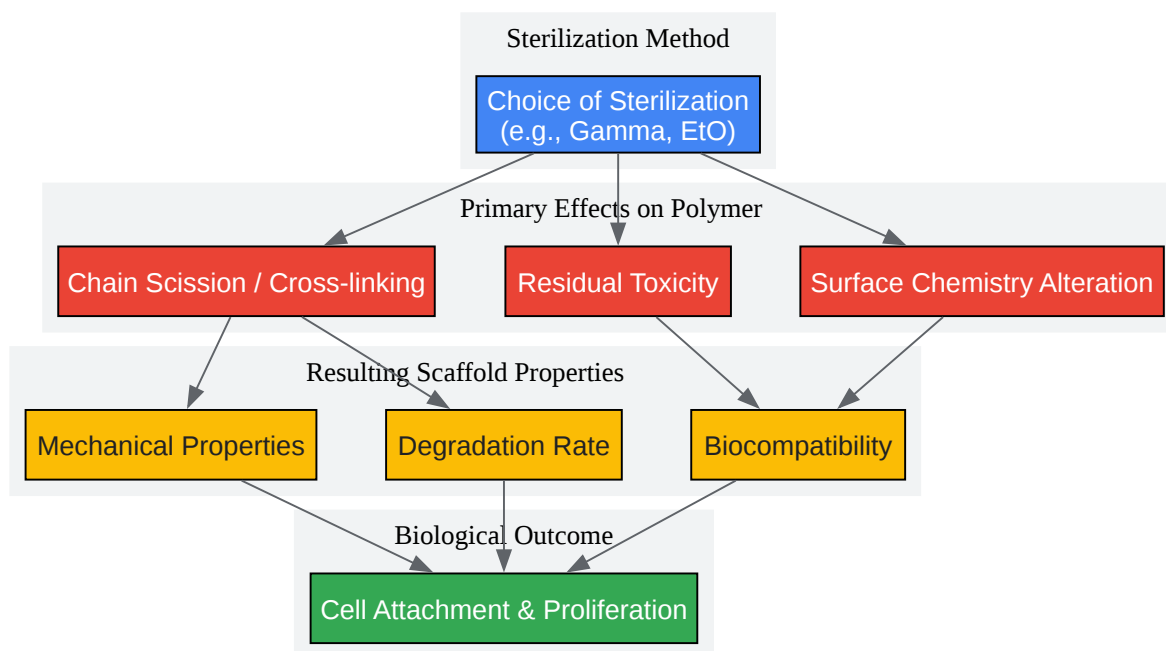 Sterilization Method
Choice of Sterilization
(e.g., Gamma, EtO)
Primary Effects on Polymer
Chain Scission / Cross-linking
Residual Toxicity
Surface Chemistry Alteration
Resulting Scaffold Properties
Mechanical Properties
Degradation Rate
Biocompatibility
Biological Outcome
Cell Attachment & Proliferation